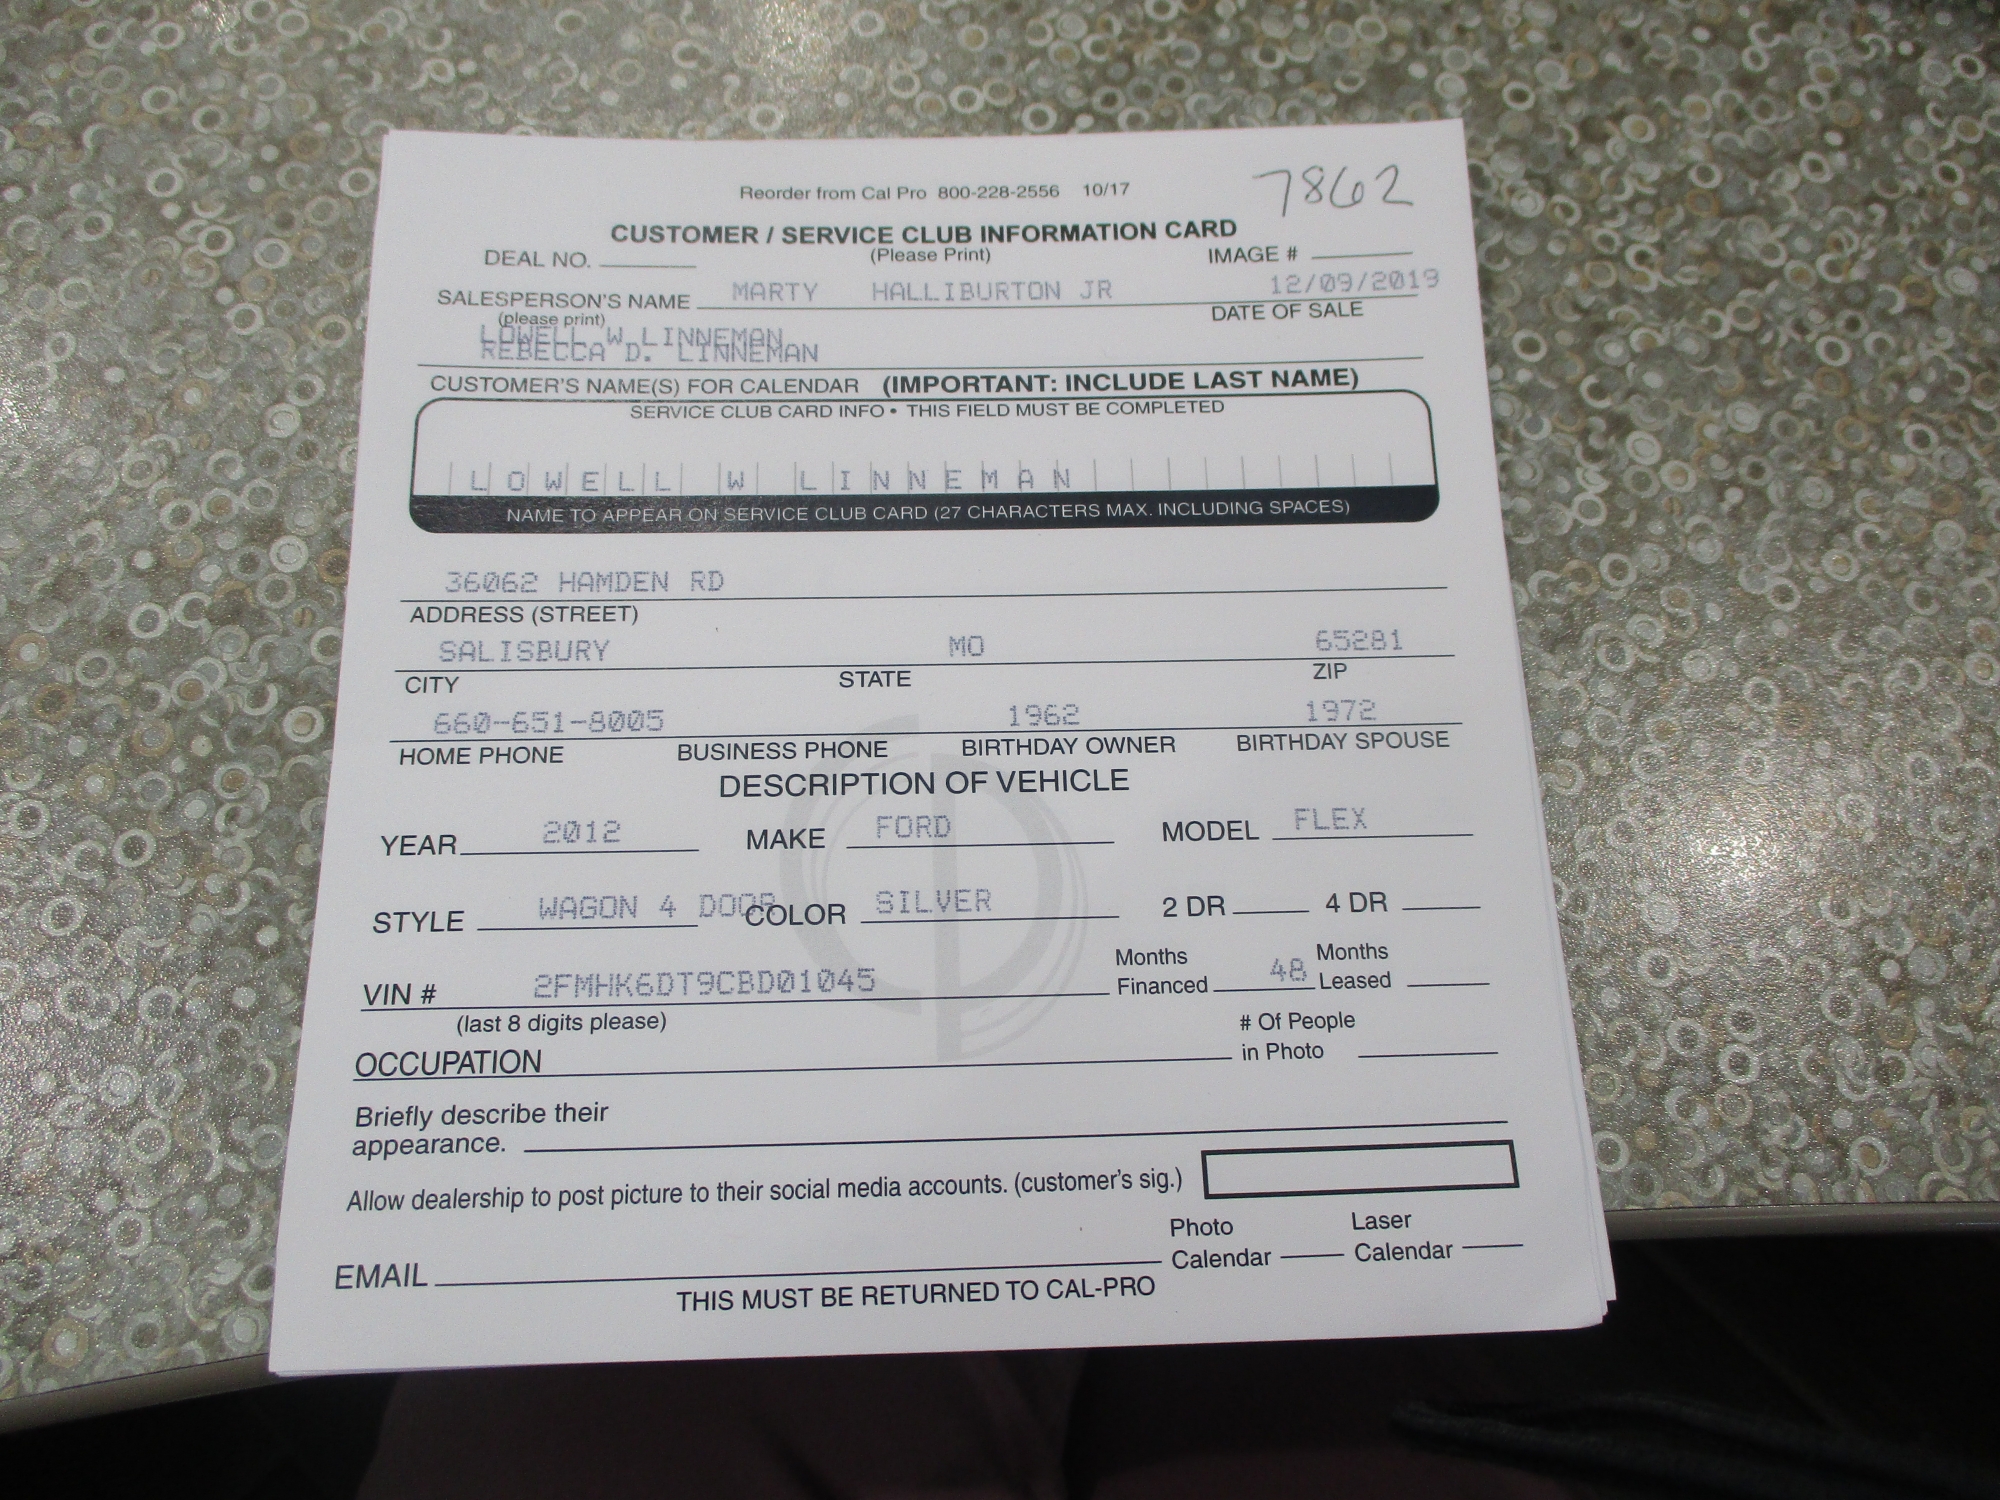 Reorder from Cal Pro 800-228-2556 10/17
7862
CUSTOMER / SERVICE CLUB INFORMATION CARD
DEAL NO. (Please Print) IMAGE #
SALESPERSON'S NAME MARTY HALLIBURTON JR 12/09/2019
(please print) DATE OF SALE
LOWELL W LINNEMAN
REBECCA D. LINNEMAN
CUSTOMER'S NAME(S) FOR CALENDAR (IMPORTANT: INCLUDE LAST NAME)
SERVICE CLUB CARD INFO • THIS FIELD MUST BE COMPLETED
LOWELL W LINNEMAN
NAME TO APPEAR ON SERVICE CLUB CARD (27 CHARACTERS MAX. INCLUDING SPACES)
36062 HAMDEN RD
ADDRESS (STREET)
SALISBURY MO 65281
CITY STATE ZIP
660-651-8005 1962 1972
HOME PHONE BUSINESS PHONE BIRTHDAY OWNER BIRTHDAY SPOUSE
DESCRIPTION OF VEHICLE
YEAR 2012 MAKE FORD MODEL FLEX
STYLE WAGON 4 DOOR COLOR SILVER 2 DR 4 DR
VIN # 2FMHK6DT9CBD01045 Months Financed 48 Months Leased
(last 8 digits please)
OCCUPATION # Of People in Photo
Briefly describe their
appearance.
Allow dealership to post picture to their social media accounts. (customer's sig.)
EMAIL Photo Calendar Laser Calendar
THIS MUST BE RETURNED TO CAL-PRO